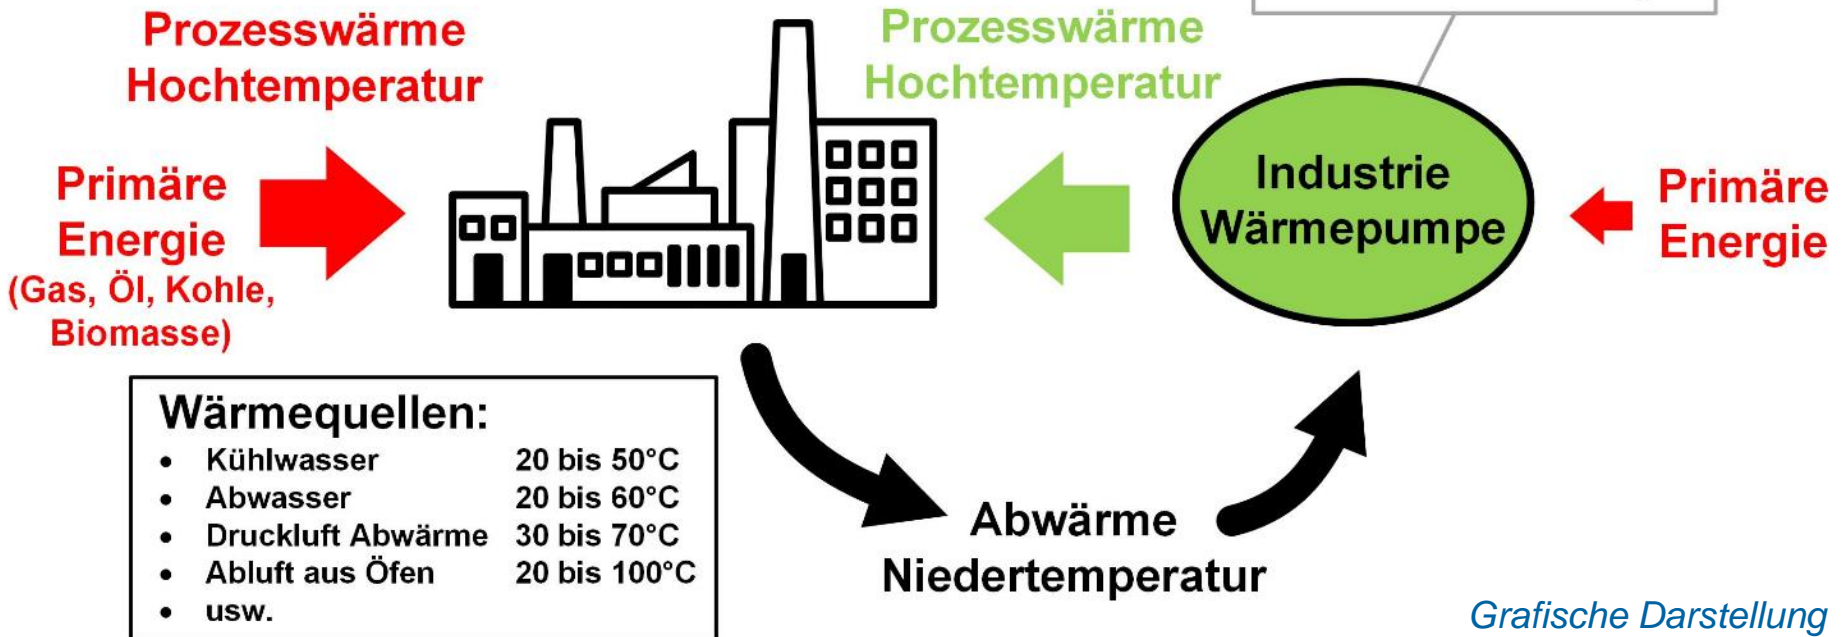 Prozesswärme
Hochtemperatur
Primäre
Energie
(Gas, Öl, Kohle,
Biomasse)
Prozesswärme
Hochtemperatur
Industrie
Wärmepumpe
Primäre
Energie
Wärmequellen:
• Kühlwasser 20 bis 50°C
• Abwasser 20 bis 60°C
• Druckluft Abwärme 30 bis 70°C
• Abluft aus Öfen 20 bis 100°C
• usw.
Abwärme
Niedertemperatur
Grafische Darstellung